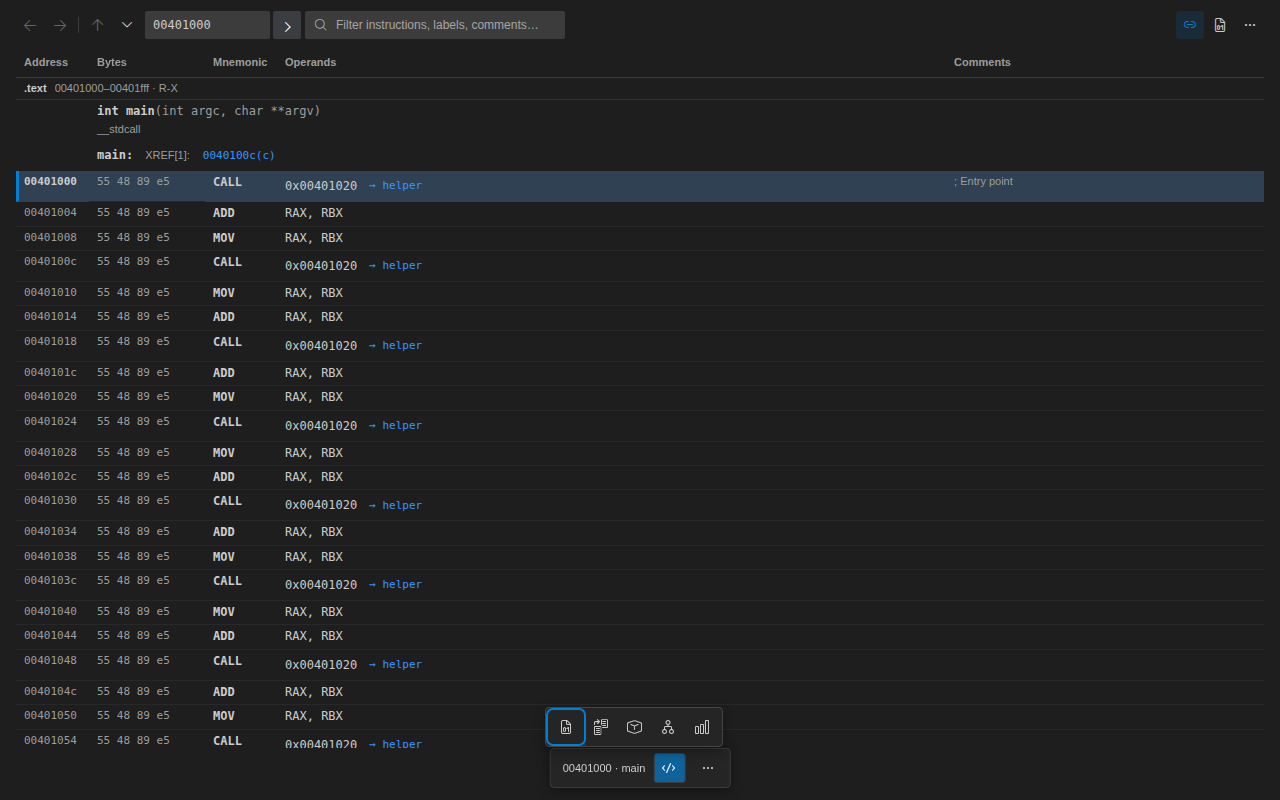 00401000 Filter instructions, labels, comments…
Address Bytes Mnemonic Operands Comments
.text 00401000–00401fff · R-X
int main(int argc, char **argv)
__stdcall
main: XREF[1]: 0040100c(c)
00401000 55 48 89 e5 CALL 0x00401020 → helper ; Entry point
00401004 55 48 89 e5 ADD RAX, RBX
00401008 55 48 89 e5 MOV RAX, RBX
0040100c 55 48 89 e5 CALL 0x00401020 → helper
00401010 55 48 89 e5 MOV RAX, RBX
00401014 55 48 89 e5 ADD RAX, RBX
00401018 55 48 89 e5 CALL 0x00401020 → helper
0040101c 55 48 89 e5 ADD RAX, RBX
00401020 55 48 89 e5 MOV RAX, RBX
00401024 55 48 89 e5 CALL 0x00401020 → helper
00401028 55 48 89 e5 MOV RAX, RBX
0040102c 55 48 89 e5 ADD RAX, RBX
00401030 55 48 89 e5 CALL 0x00401020 → helper
00401034 55 48 89 e5 ADD RAX, RBX
00401038 55 48 89 e5 MOV RAX, RBX
0040103c 55 48 89 e5 CALL 0x00401020 → helper
00401040 55 48 89 e5 MOV RAX, RBX
00401044 55 48 89 e5 ADD RAX, RBX
00401048 55 48 89 e5 CALL 0x00401020 → helper
0040104c 55 48 89 e5 ADD RAX, RBX
00401050 55 48 89 e5 MOV RAX, RBX
00401054 55 48 89 e5 CALL 0x00401020 → helper
00401000 · main